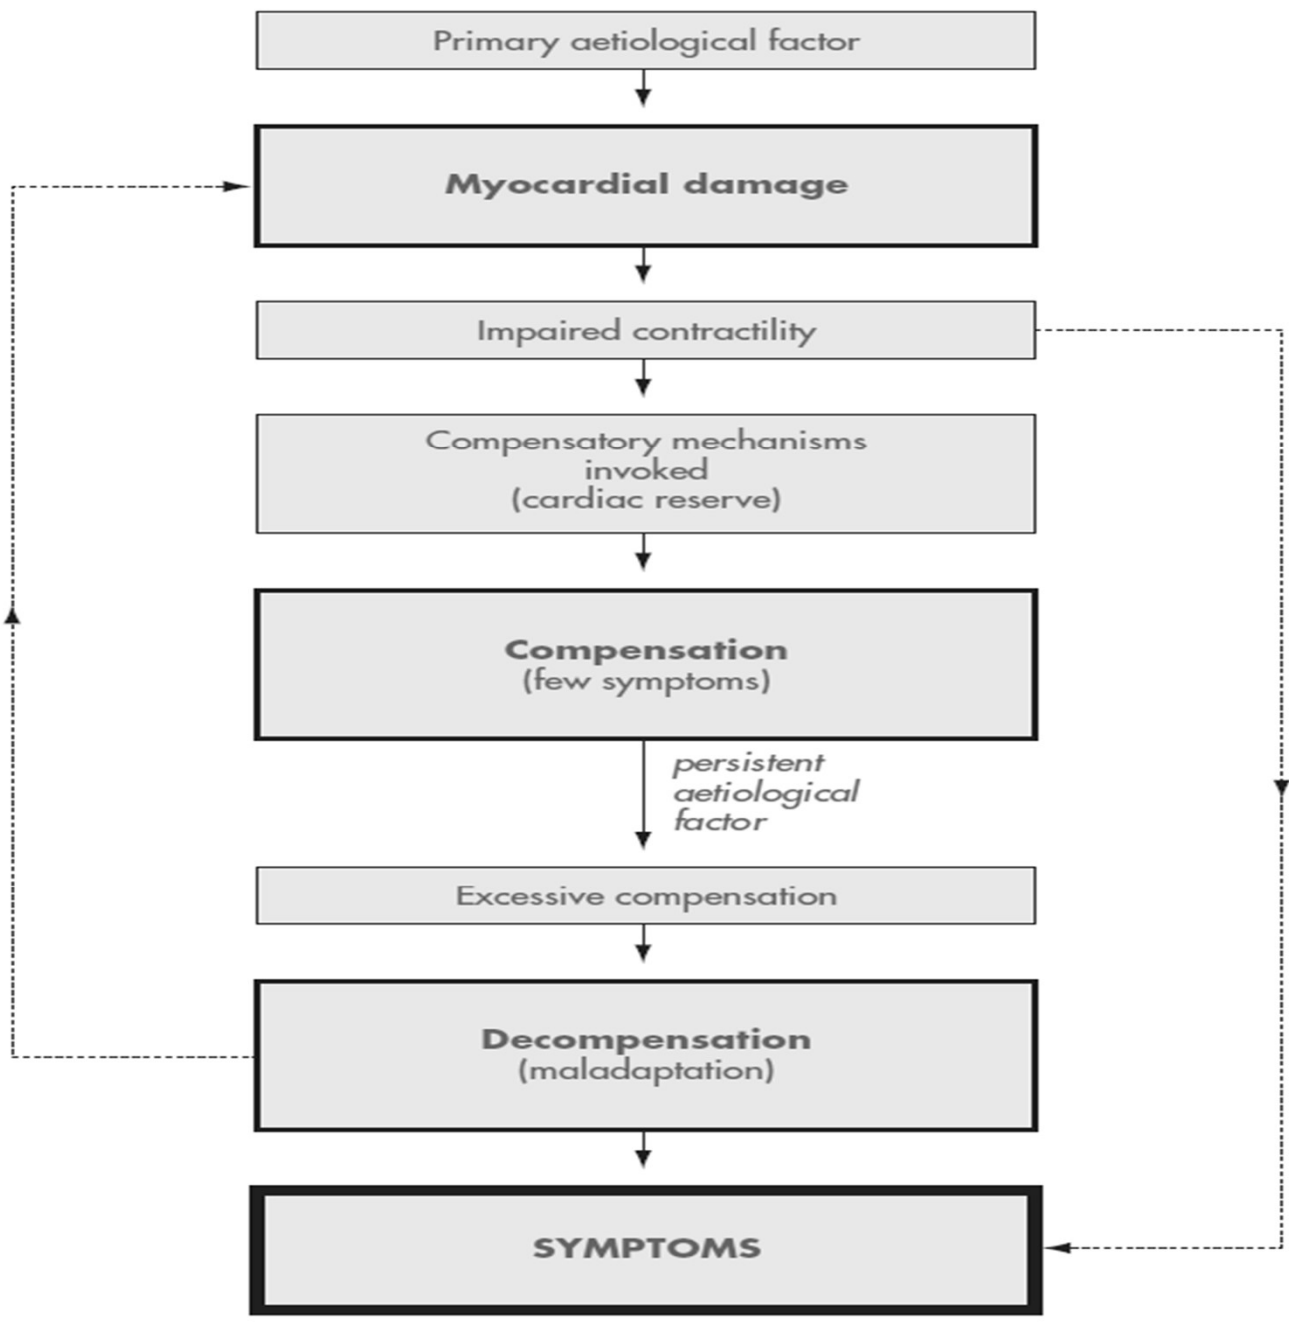 Primary aetiological factor
Myocardial damage
Impaired contractility
Compensatory mechanisms
invoked
(cardiac reserve)
Compensation
(few symptoms)
persistent
aetiological
factor
Excessive compensation
Decompensation
(maladaptation)
SYMPTOMS